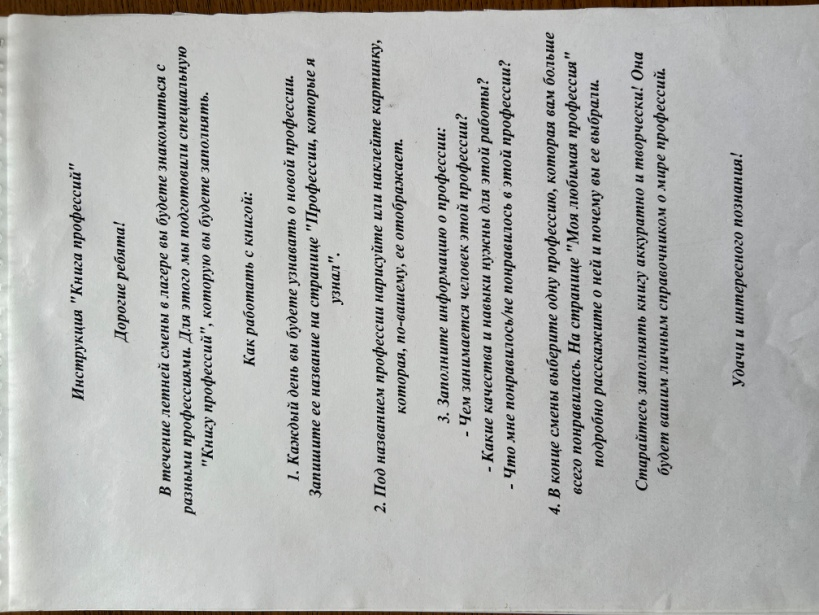 Инструкция "Книга профессий"
Дорогие ребята!
В течение летней смены в лагере вы будете знакомиться с
разными профессиями. Для этого мы подготовили специальную
"Книгу профессий", которую вы будете заполнять.
Как работать с книгой:
1. Каждый день вы будете узнавать о новой профессии.
Запишите ее название на странице "Профессии, которые я
узнал".
2. Под названием профессии нарисуйте или наклейте картинку,
которая, по-вашему, ее отображает.
3. Заполните информацию о профессии:
- Чем занимается человек этой профессии?
- Какие качества и навыки нужны для этой работы?
- Что мне понравилось/не понравилось в этой профессии?
4. В конце смены выберите одну профессию, которая вам больше
всего понравилась. На странице "Моя любимая профессия"
подробно расскажите о ней и почему вы ее выбрали.
Старайтесь заполнять книгу аккуратно и творчески! Она
будет вашим личным справочником о мире профессий.
Удачи и интересного познания!